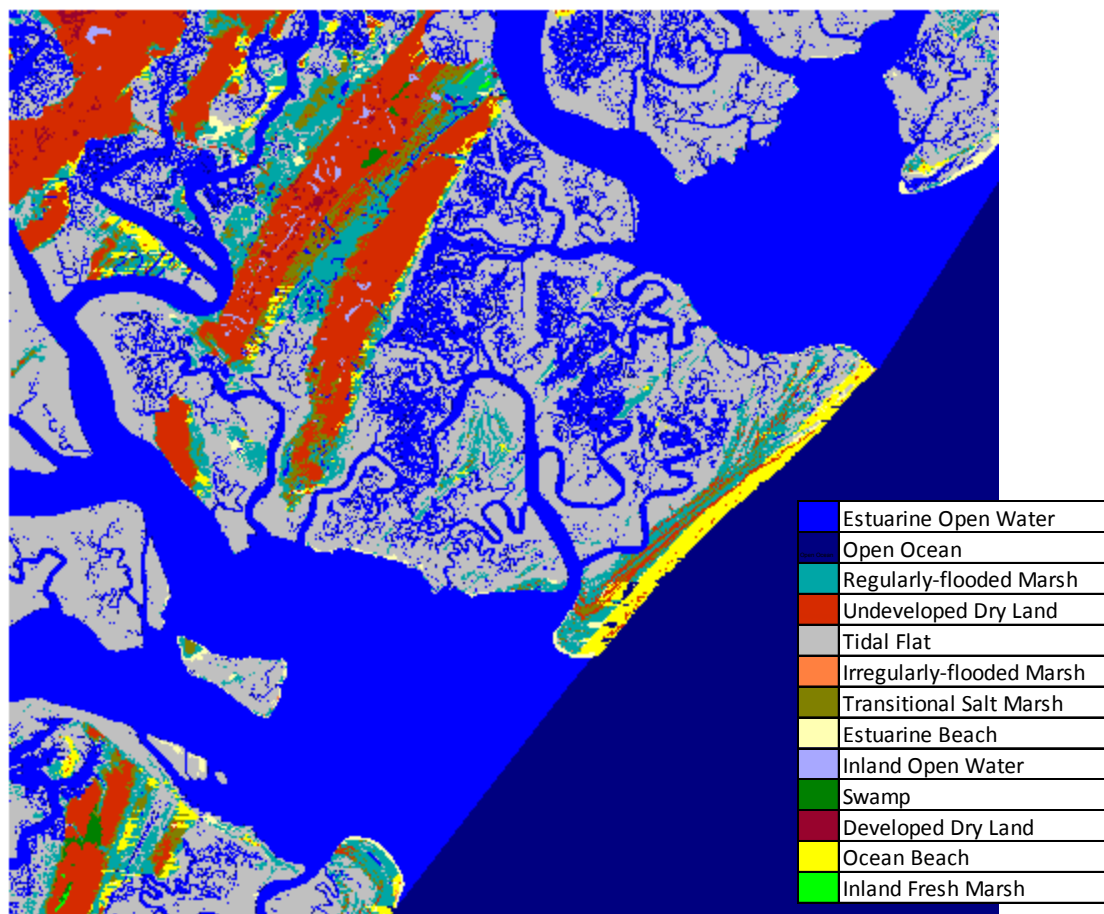 Estuarine Open Water
Open Ocean
Regularly-flooded Marsh
Undeveloped Dry Land
Tidal Flat
Irregularly-flooded Marsh
Transitional Salt Marsh
Estuarine Beach
Inland Open Water
Swamp
Developed Dry Land
Ocean Beach
Inland Fresh Marsh